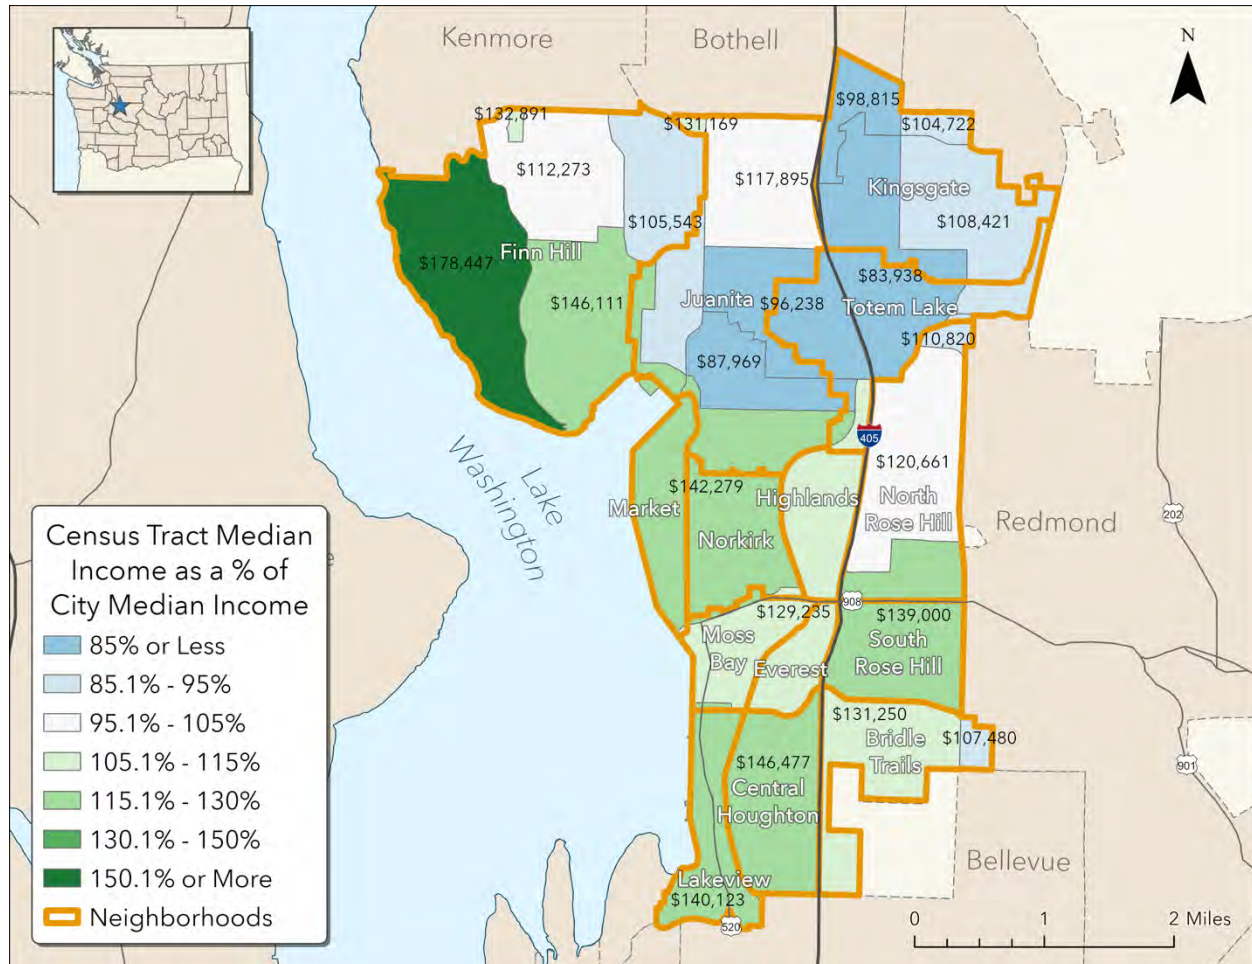 Kenmore
Bothell
N
$98,815
$132,891
$131,169
$104,722
$112,273
$117,895
Kingsgate
$105,543
$108,421
Finn Hill
$178,447
$83,938
$146,111
Juanita
$96,238
Totem Lake
$110,820
$87,969
405
Lake
Washington
$120,661
$142,279
Market
Highlands
North
Rose Hill
202
Redmond
Norkirk
908
$129,235
$139,000
Moss
Bay
South
Rose Hill
Everest
$131,250
$107,480
Bridle
Trails
901
$146,477
Central
Houghton
Bellevue
Lakeview
$140,123
520
Census Tract Median
Income as a % of
City Median Income
85% or Less
85.1% - 95%
95.1% - 105%
105.1% - 115%
115.1% - 130%
130.1% - 150%
150.1% or More
Neighborhoods
0 1 2 Miles